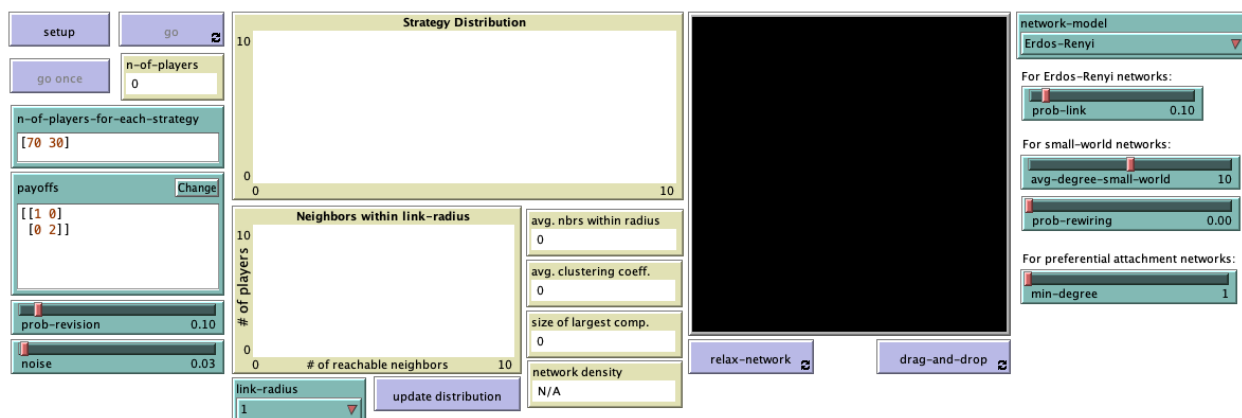 setup
go
go once
n-of-players
0
n-of-players-for-each-strategy
[70 30]
payoffs
Change
[[1 0]
[0 2]]
prob-revision 0.10
noise 0.03
Strategy Distribution
10
0
0 10
Neighbors within link-radius
10
# of players
0
0 # of reachable neighbors 10
link-radius
1
update distribution
avg. nbrs within radius
0
avg. clustering coeff.
0
size of largest comp.
0
network density
N/A
relax-network
drag-and-drop
network-model
Erdos-Renyi
For Erdos-Renyi networks:
prob-link 0.10
For small-world networks:
avg-degree-small-world 10
prob-rewiring 0.00
For preferential attachment networks:
min-degree 1